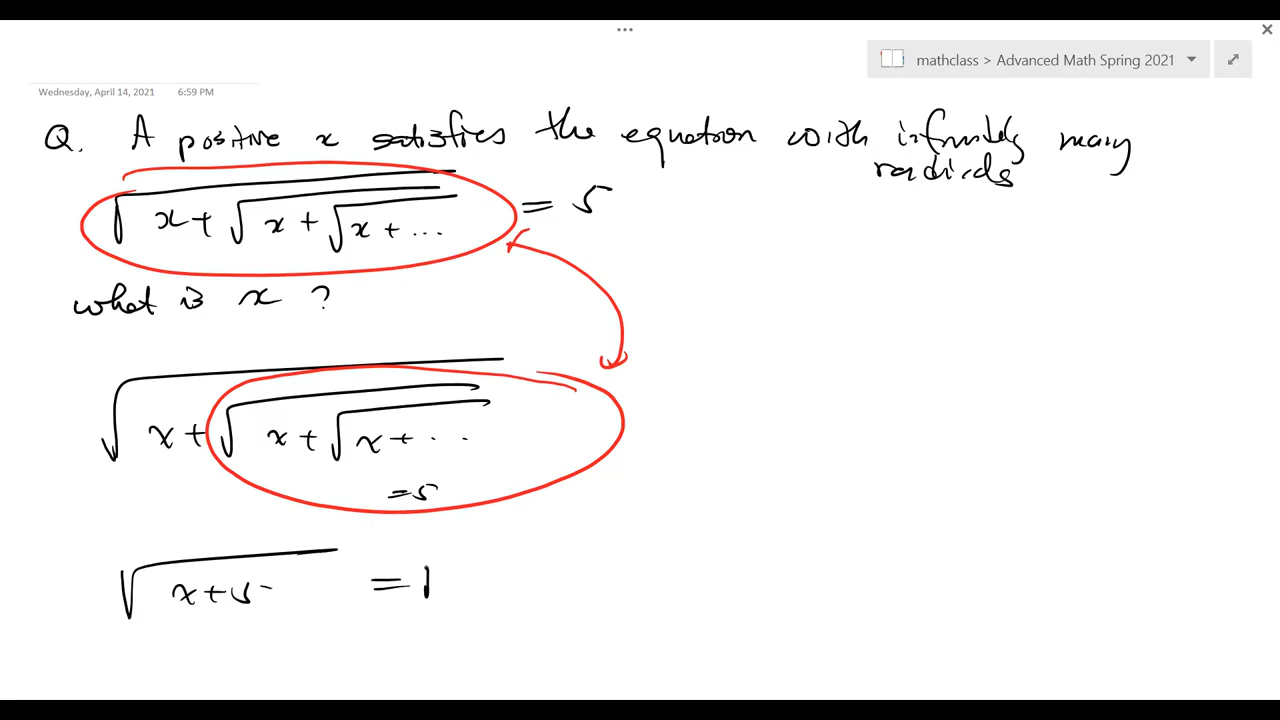 mathclass > Advanced Math Spring 2021
Wednesday, April 14, 2021 6:59 PM
Q. A positive x satisfies the equation with infinitely many
radicals
√(x+√(x+√(x+... = 5
what is x ?
√(x+√(x+√(x+...
=5
√(x+5 =1